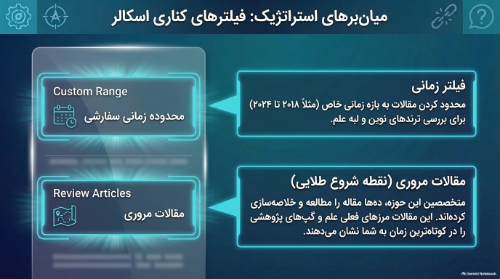 میان‌برهای استراتژیک: فیلترهای کناری اسکالر
Custom Range
محدوده زمانی سفارشی
فیلتر زمانی
محدود کردن مقالات به بازه زمانی خاص (مثلاً ۲۰۱۸ تا ۲۰۲۴)
برای بررسی ترندهای نوین و لبه علم.
Review Articles
مقالات مروری
مقالات مروری (نقطه شروع طلایی)
متخصصین این حوزه، ده‌ها مقاله را مطالعه و خلاصه‌سازی
کرده‌اند. این مقالات مرزهای فعلی علم و گپ‌های پژوهشی
را در کوتاه‌ترین زمان به شما نشان می‌دهند.